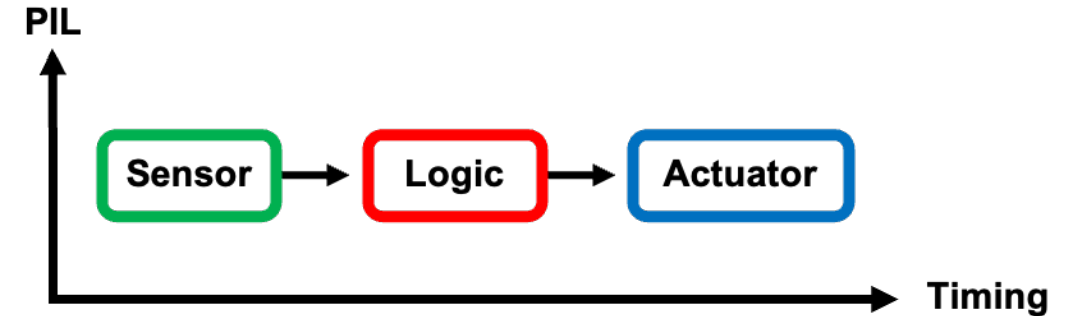 PIL
Sensor
Logic
Actuator
Timing